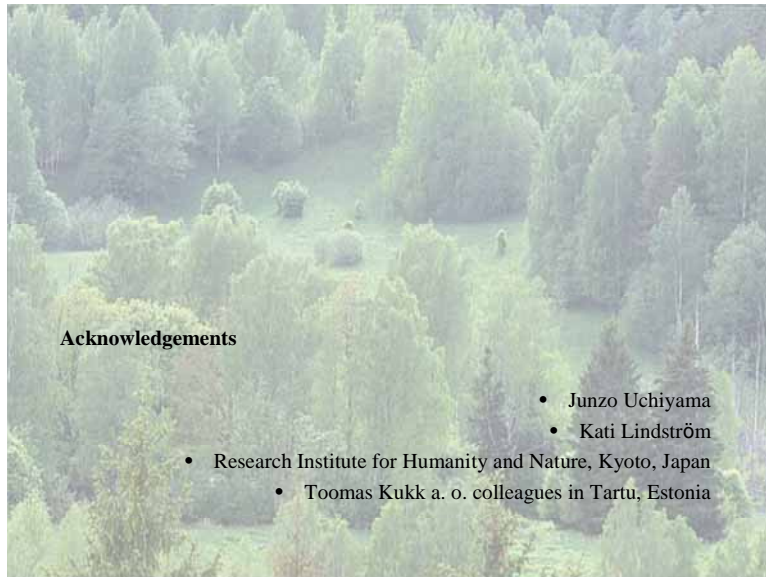 Acknowledgements
• Junzo Uchiyama
• Kati Lindström
• Research Institute for Humanity and Nature, Kyoto, Japan
• Toomas Kukk a. o. colleagues in Tartu, Estonia